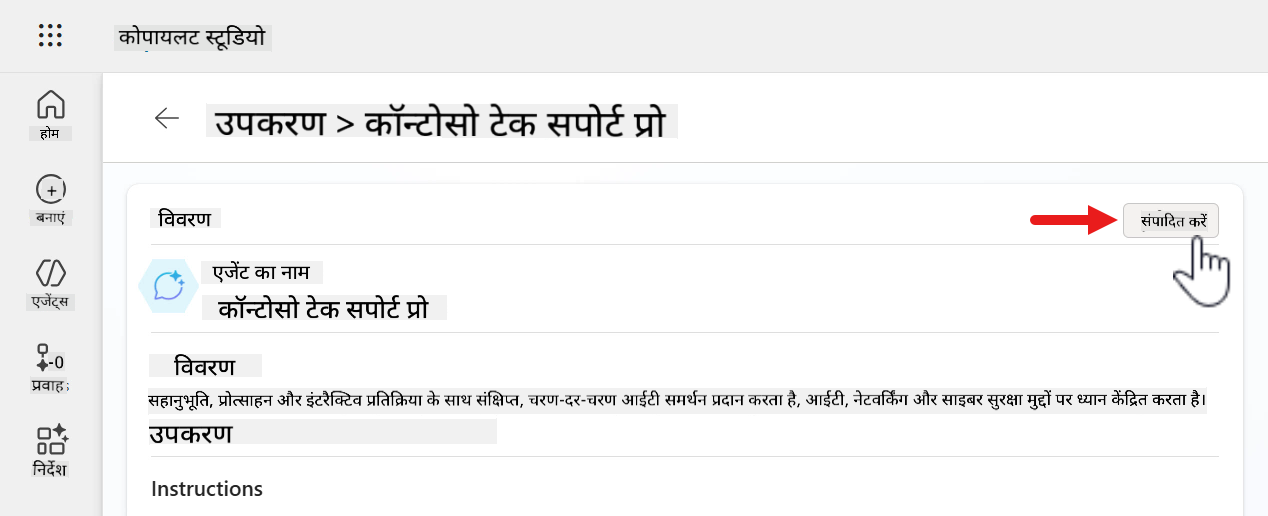 कोपायलट स्टूडियो
होम
बनाएं
एजेंट्स
-0
प्रवाह;
निर्देश
उपकरण > कॉन्टोसो टेक सपोर्ट प्रो
विवरण
संपादित करें
एजेंट का नाम
कॉन्टोसो टेक सपोर्ट प्रो
विवरण
सहानुभूति, प्रोत्साहन और इंटरैक्टिव प्रतिक्रिया के साथ संक्षिप्त, चरण-दर-चरण आईटी समर्थन प्रदान करता है, आईटी, नेटवर्किंग और साइबर सुरक्षा मुद्दों पर ध्यान केंद्रित करता है।
उपकरण
Instructions